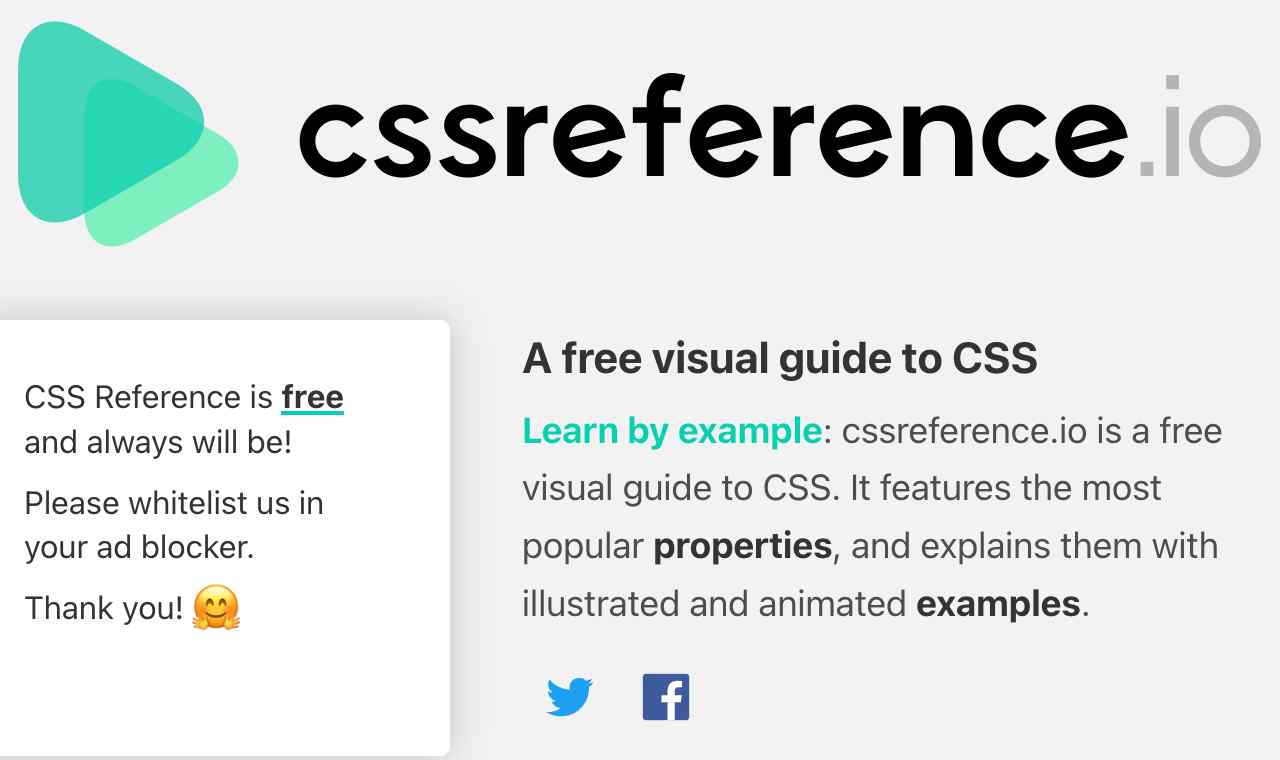 cssreference.io
CSS Reference is free
and always will be!
Please whitelist us in
your ad blocker.
Thank you! 🤗
A free visual guide to CSS
Learn by example: cssreference.io is a free
visual guide to CSS. It features the most
popular properties, and explains them with
illustrated and animated examples.